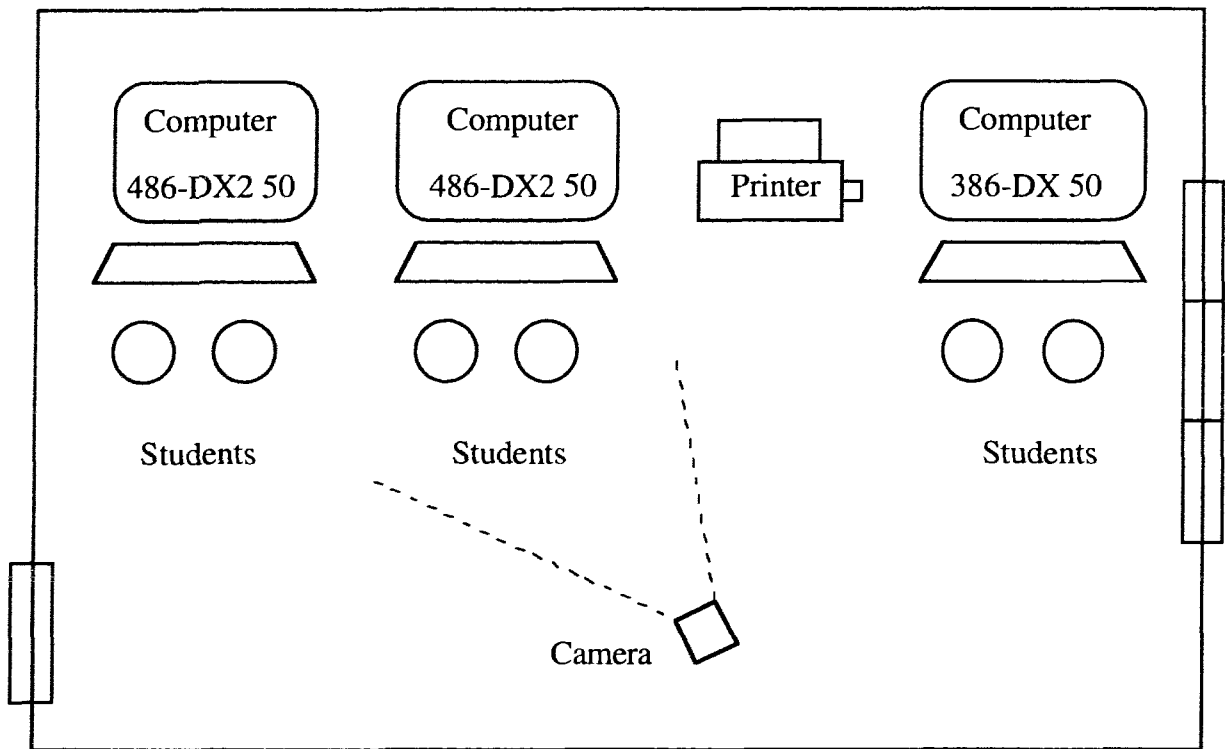 Computer
486-DX2 50
Computer
486-DX2 50
Printer
Computer
386-DX 50
Students
Students
Students
Camera